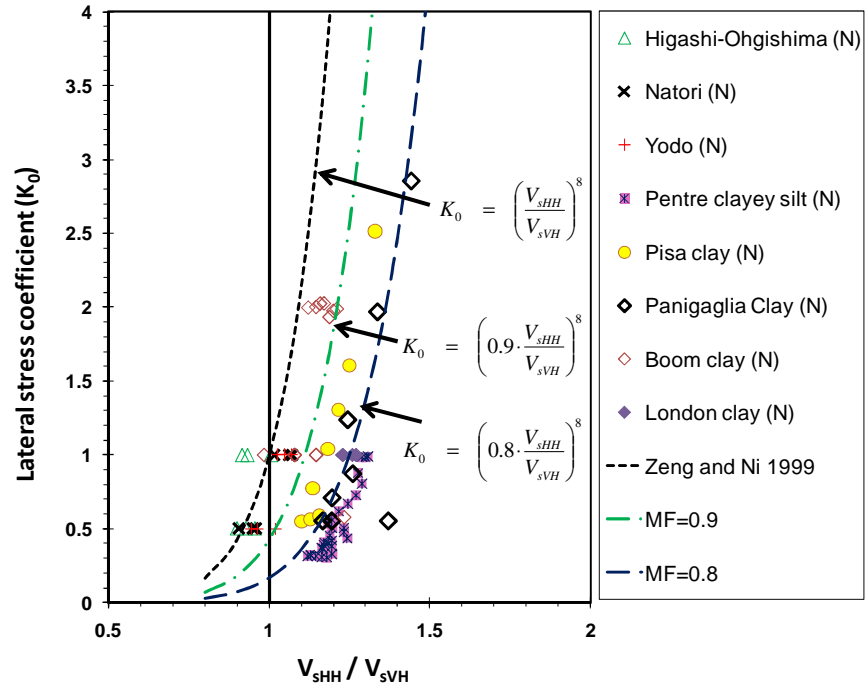 Lateral stress coefficient (K0)
4
3.5
3
2.5
2
1.5
1
0.5
0
0.5
1
1.5
2
VsHH / VsVH
K0 = (VsHH / VsVH)^8
K0 = (0.9 · VsHH / VsVH)^8
K0 = (0.8 · VsHH / VsVH)^8
Higashi-Ohgishima (N)
Natori (N)
Yodo (N)
Pentre clayey silt (N)
Pisa clay (N)
Panigaglia Clay (N)
Boom clay (N)
London clay (N)
Zeng and Ni 1999
MF=0.9
MF=0.8